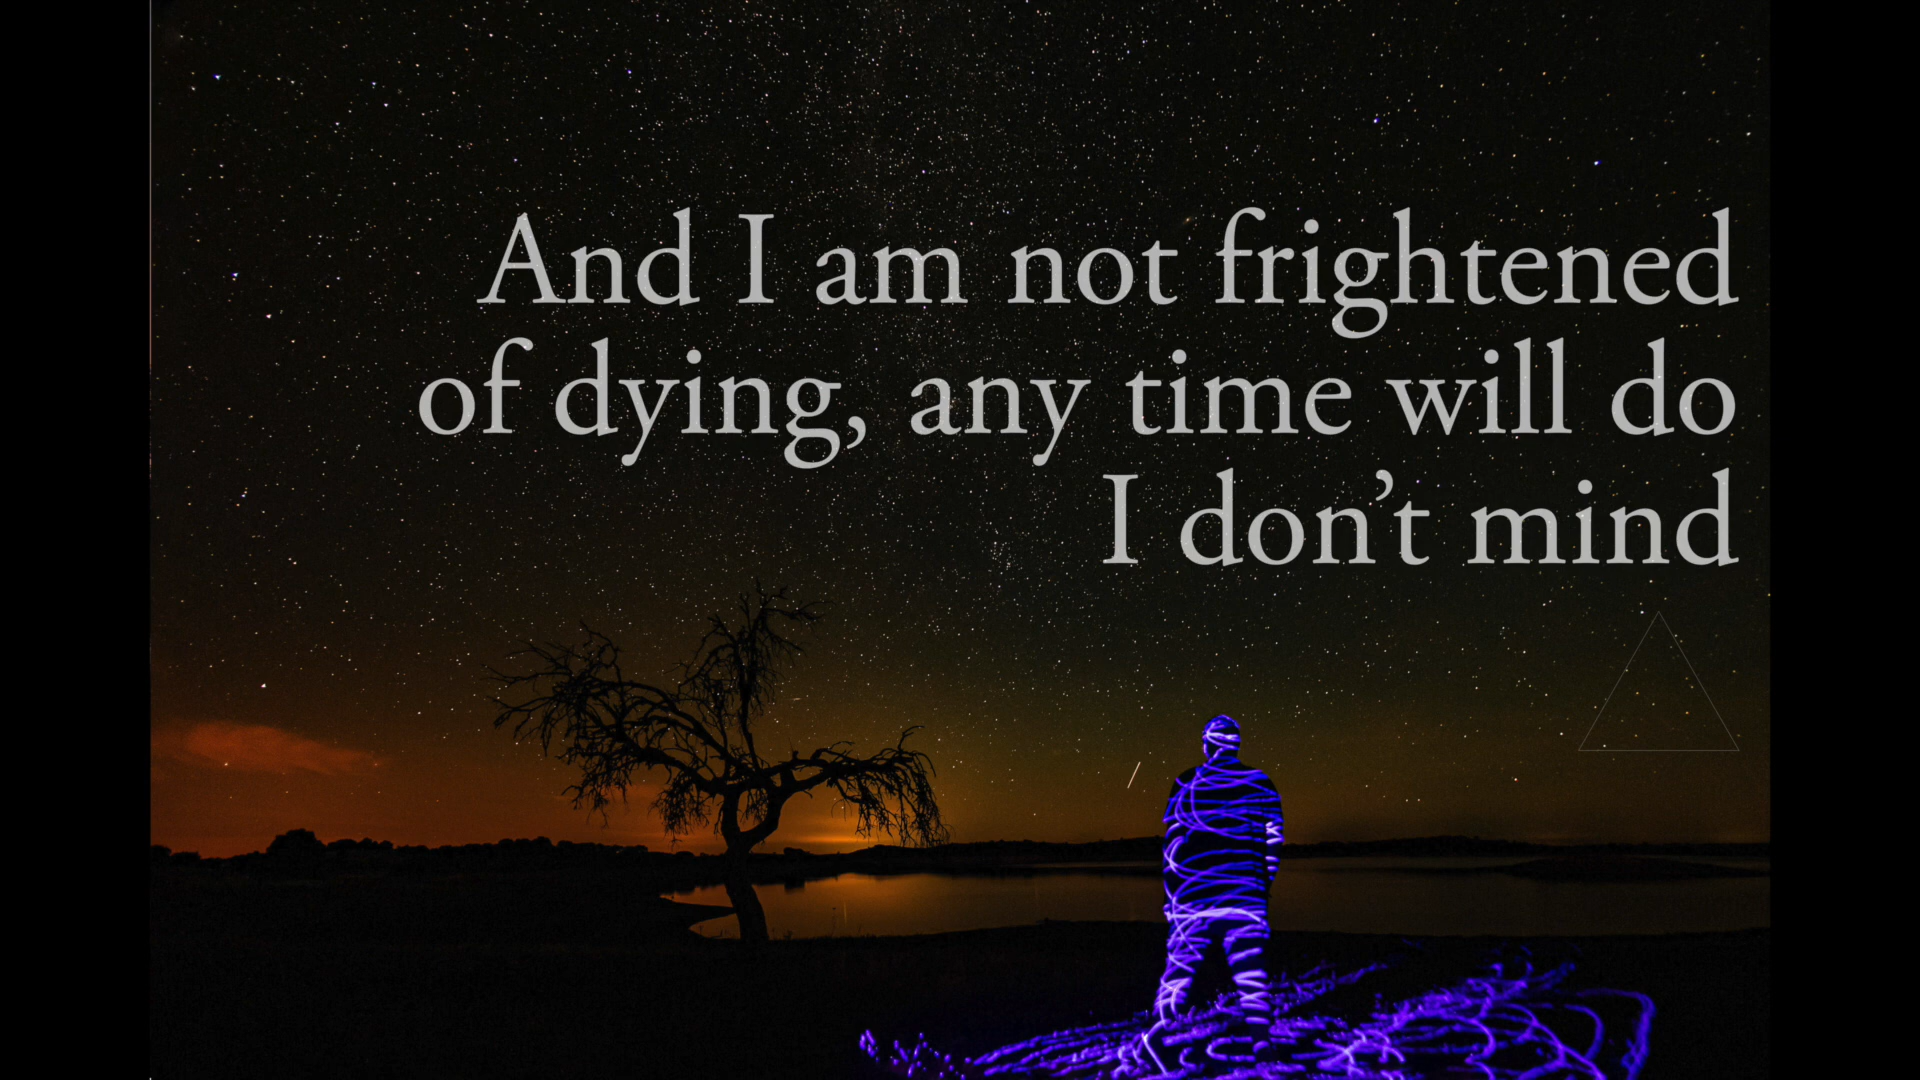 And I am not frightened
of dying, any time will do
I don’t mind